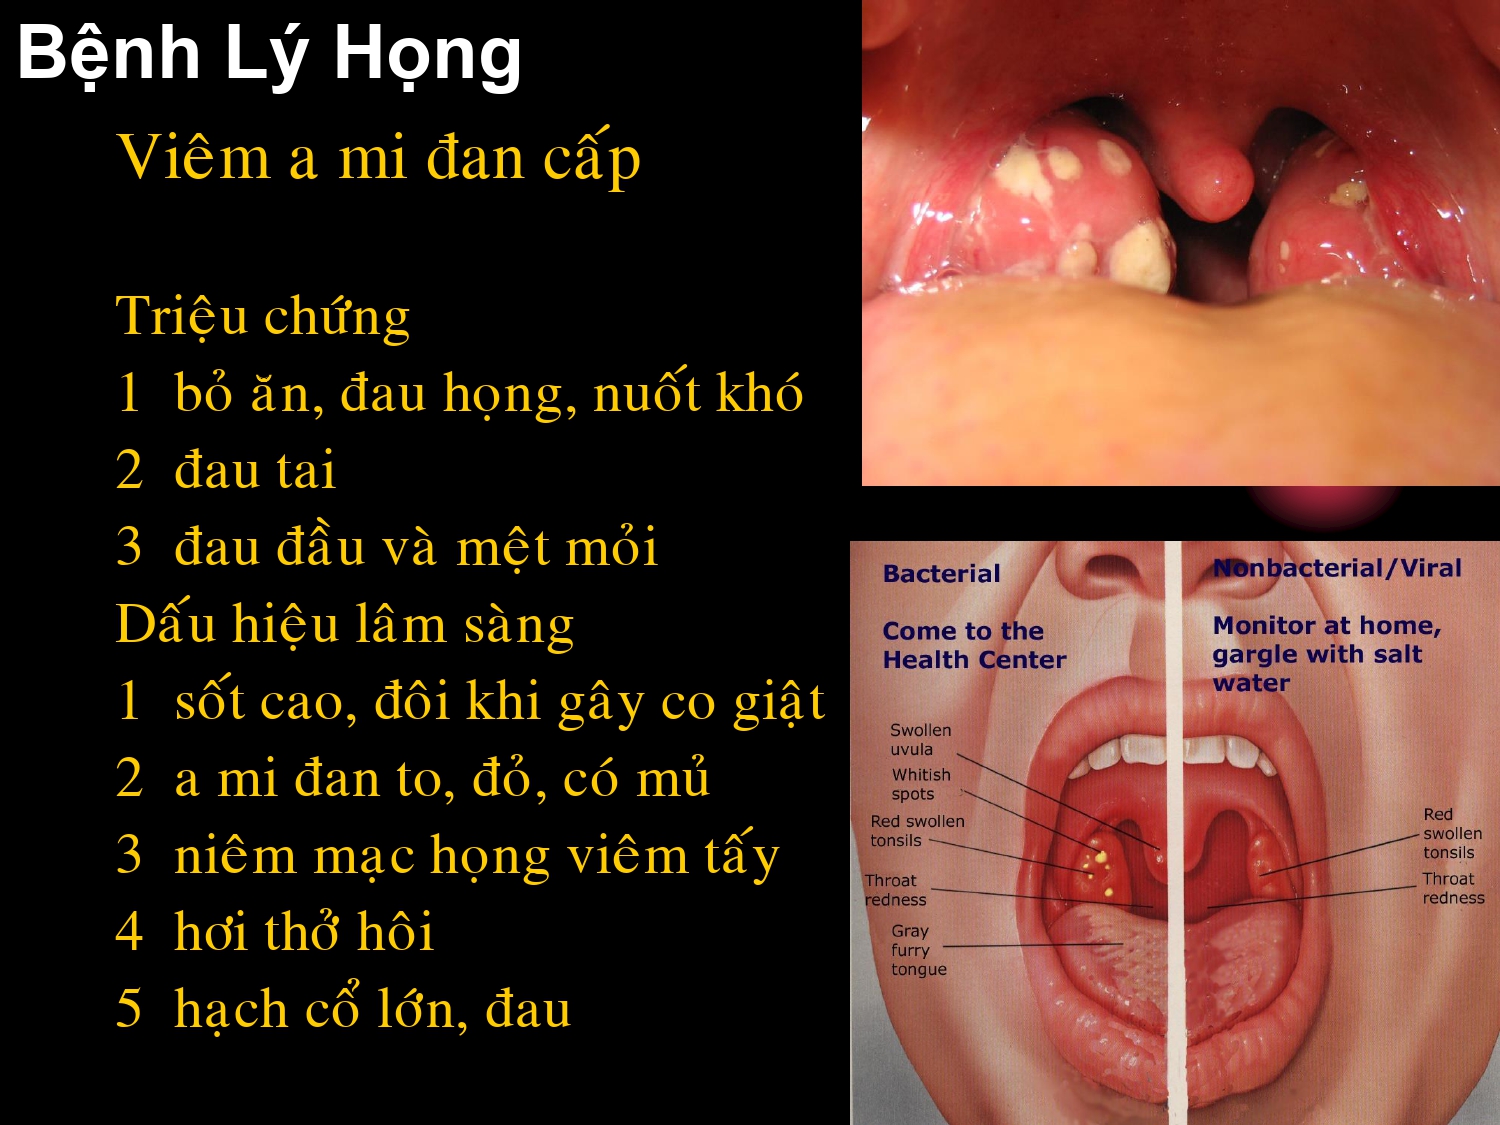 Bệnh Lý Họng
Viêm a mi đan cấp
Triệu chứng
1 bỏ ăn, đau họng, nuốt khó
2 đau tai
3 đau đầu và mệt mỏi
Dấu hiệu lâm sàng
1 sốt cao, đôi khi gây co giật
2 a mi đan to, đỏ, có mủ
3 niêm mạc họng viêm tấy
4 hơi thở hôi
5 hạch cổ lớn, đau
Bacterial
Come to the
Health Center
Swollen
uvula
Whitish
spots
Red swollen
tonsils
Throat
redness
Gray
furry
tongue
Nonbacterial/Viral
Monitor at home,
gargle with salt
water
Red
swollen
tonsils
Throat
redness